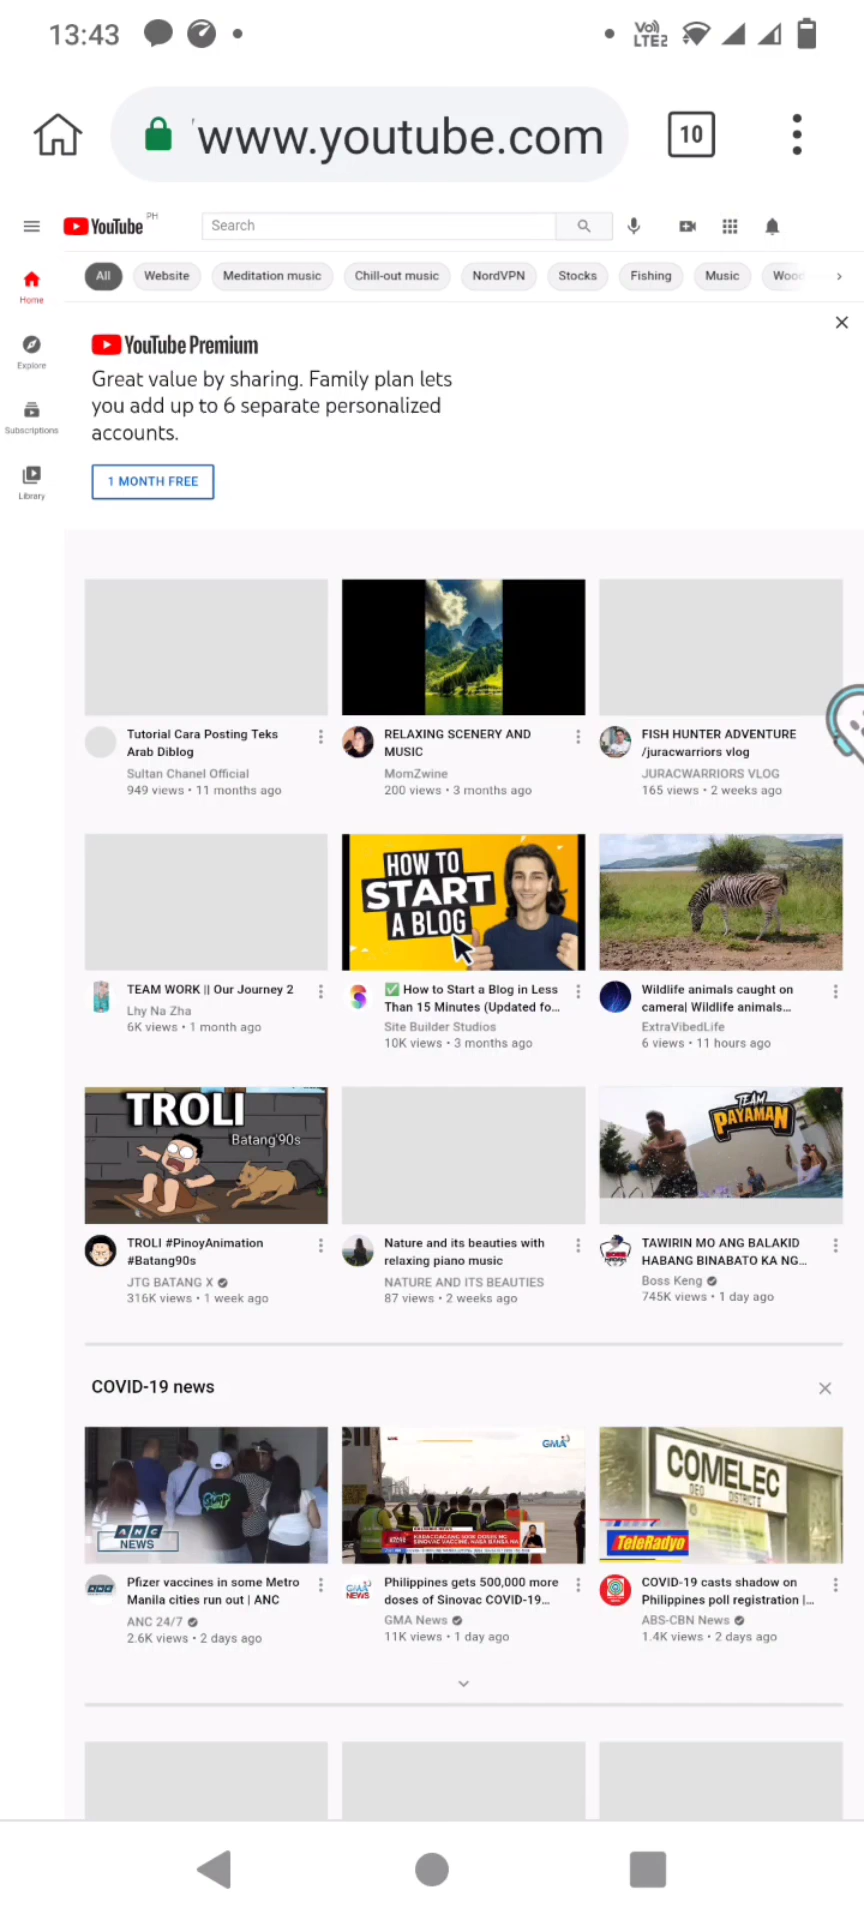 13:43
Vo)
LTE2
www.youtube.com
10
YouTube PH
Search
All
Website
Meditation music
Chill-out music
NordVPN
Stocks
Fishing
Music
Home
Explore
Subscriptions
Library
YouTube Premium
Great value by sharing. Family plan lets
you add up to 6 separate personalized
accounts.
1 MONTH FREE
Tutorial Cara Posting Teks
Arab Diblog
Sultan Chanel Official
949 views • 11 months ago
RELAXING SCENERY AND
MUSIC
MomZwine
200 views • 3 months ago
FISH HUNTER ADVENTURE
/juracwarriors vlog
JURACWARRIORS VLOG
165 views • 2 weeks ago
HOW TO
START
A BLOG
TEAM WORK || Our Journey 2
Lhy Na Zha
6K views • 1 month ago
✅ How to Start a Blog in Less
Than 15 Minutes (Updated fo...
Site Builder Studios
10K views • 3 months ago
Wildlife animals caught on
camera| Wildlife animals...
ExtraVibedLife
6 views • 11 hours ago
TROLI
Batang'90s
TEAM
PAYAMAN
TROLI #PinoyAnimation
#Batang90s
JTG BATANG X
316K views • 1 week ago
Nature and its beauties with
relaxing piano music
NATURE AND ITS BEAUTIES
87 views • 2 weeks ago
TAWIRIN MO ANG BALAKID
HABANG BINABATO KA NG...
Boss Keng
745K views • 1 day ago
COVID-19 news
ANC
NEWS
GMA
COMELEC
TeleRadyo
Pfizer vaccines in some Metro
Manila cities run out | ANC
ANC 24/7
2.6K views • 2 days ago
GMA
NEWS
Philippines gets 500,000 more
doses of Sinovac COVID-19...
GMA News
11K views • 1 day ago
COVID-19 casts shadow on
Philippines poll registration |...
ABS-CBN News
1.4K views • 2 days ago